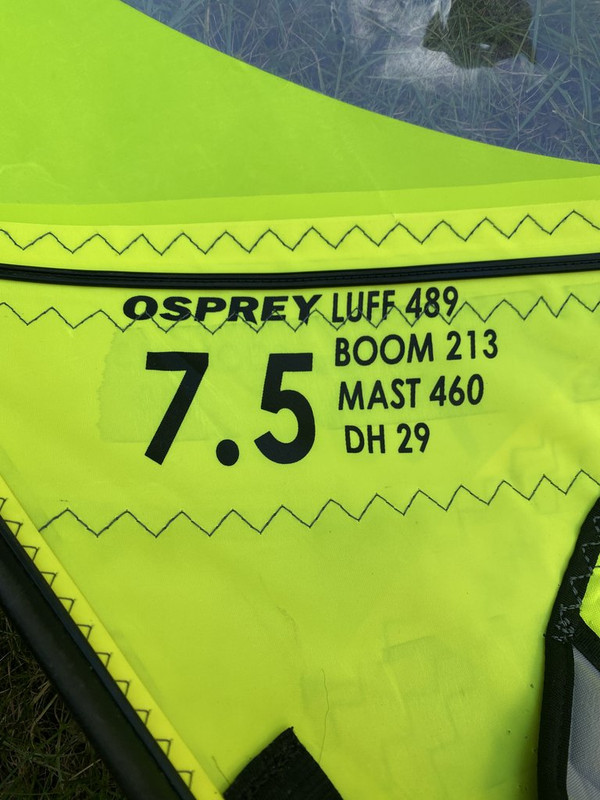 OSPREY LUFF 489
7.5
BOOM 213
MAST 460
DH 29